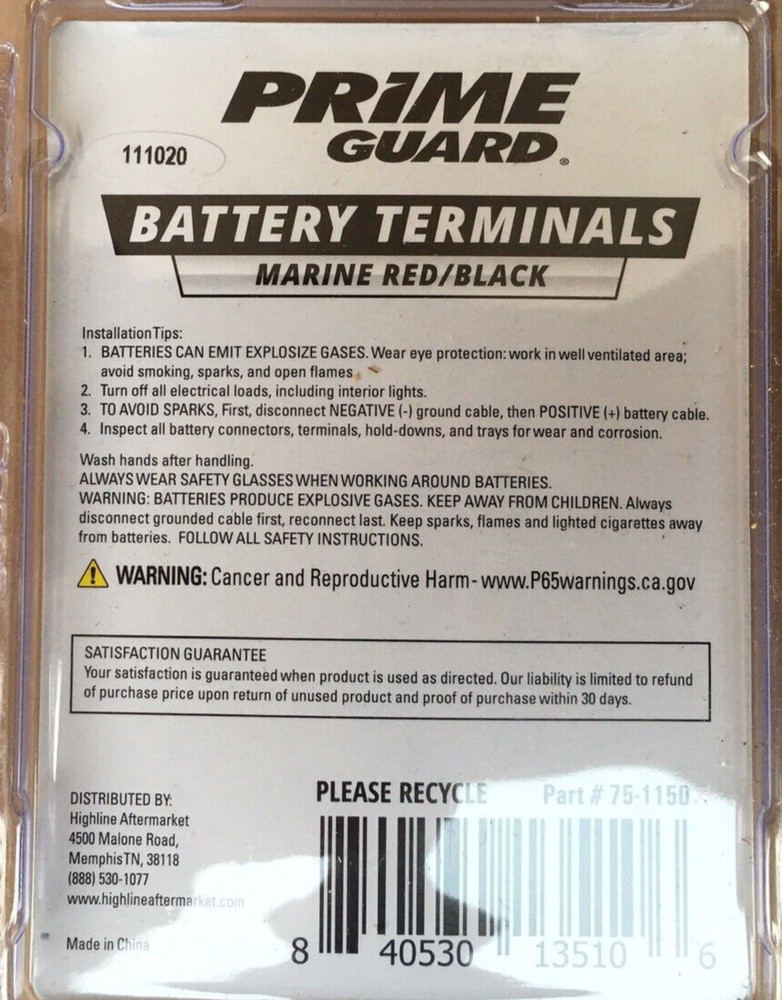 PRiME
GUARD®
111020
BATTERY TERMINALS
MARINE RED/BLACK
Installation Tips:
1. BATTERIES CAN EMIT EXPLOSIZE GASES. Wear eye protection: work in well ventilated area;
avoid smoking, sparks, and open flames
2. Turn off all electrical loads, including interior lights.
3. TO AVOID SPARKS, First, disconnect NEGATIVE (-) ground cable, then POSITIVE (+) battery cable.
4. Inspect all battery connectors, terminals, hold-downs, and trays for wear and corrosion.
Wash hands after handling.
ALWAYS WEAR SAFETY GLASSES WHEN WORKING AROUND BATTERIES.
WARNING: BATTERIES PRODUCE EXPLOSIVE GASES. KEEP AWAY FROM CHILDREN. Always
disconnect grounded cable first, reconnect last. Keep sparks, flames and lighted cigarettes away
from batteries. FOLLOW ALL SAFETY INSTRUCTIONS.
WARNING: Cancer and Reproductive Harm- www.P65warnings.ca.gov
SATISFACTION GUARANTEE
Your satisfaction is guaranteed when product is used as directed. Our liability is limited to refund
of purchase price upon return of unused product and proof of purchase within 30 days.
DISTRIBUTED BY:
Highline Aftermarket
4500 Malone Road,
Memphis TN, 38118
(888) 530-1077
www.highlineaftermarket.com
Made in China
PLEASE RECYCLE Part # 75-1150
8 40530 13510 6